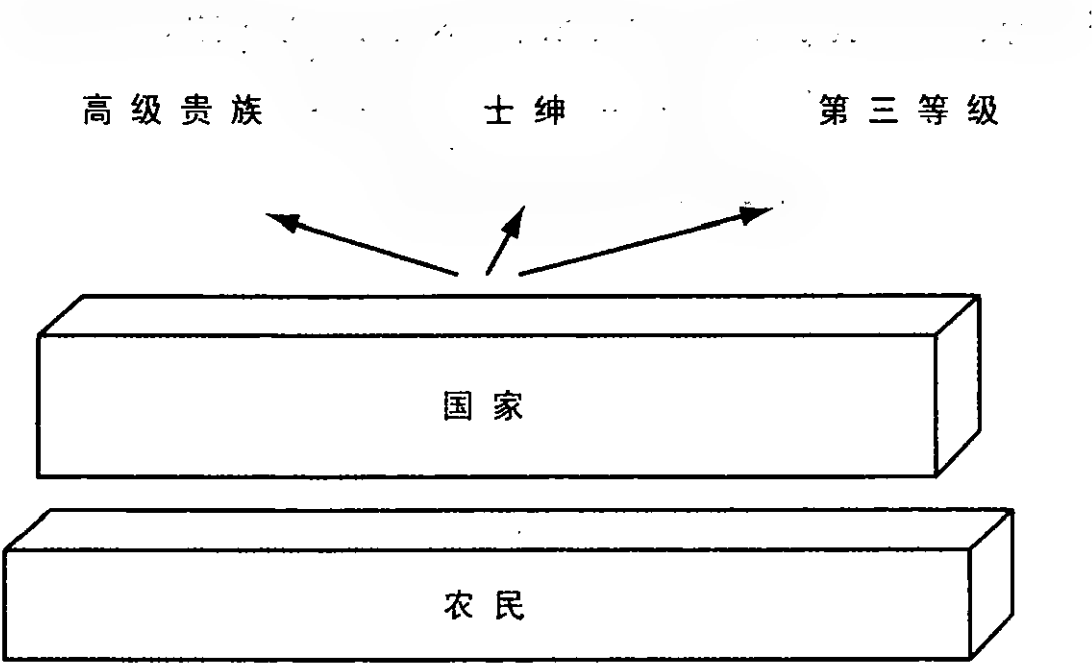 高级贵族 士绅 第三等级
国家
农民